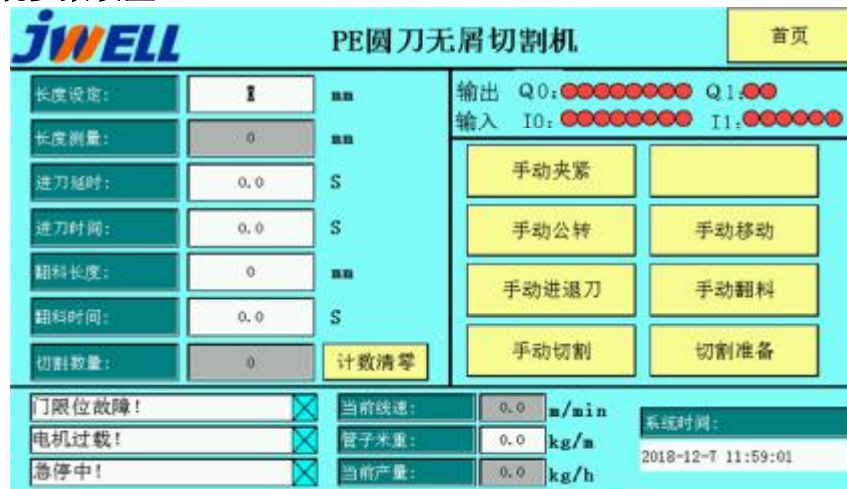 JWELL
PE圆刀无屑切割机
首页
长度设定:
mm
长度测量: 0 mm
进刀延时: 0.0 S
进刀时间: 0.0 S
翻料长度: 0 mm
翻料时间: 0.0 S
切割数量: 0 计数清零
输出 Q0: Q1:
输入 I0: I1:
手动夹紧
手动公转 手动移动
手动进退刀 手动翻料
手动切割 切割准备
门限位故障!
电机过载!
急停中!
当前线速: 0.0 m/min
管子米重: 0.0 kg/m
当前产量: 0.0 kg/h
系统时间:
2018-12-7 11:59:01